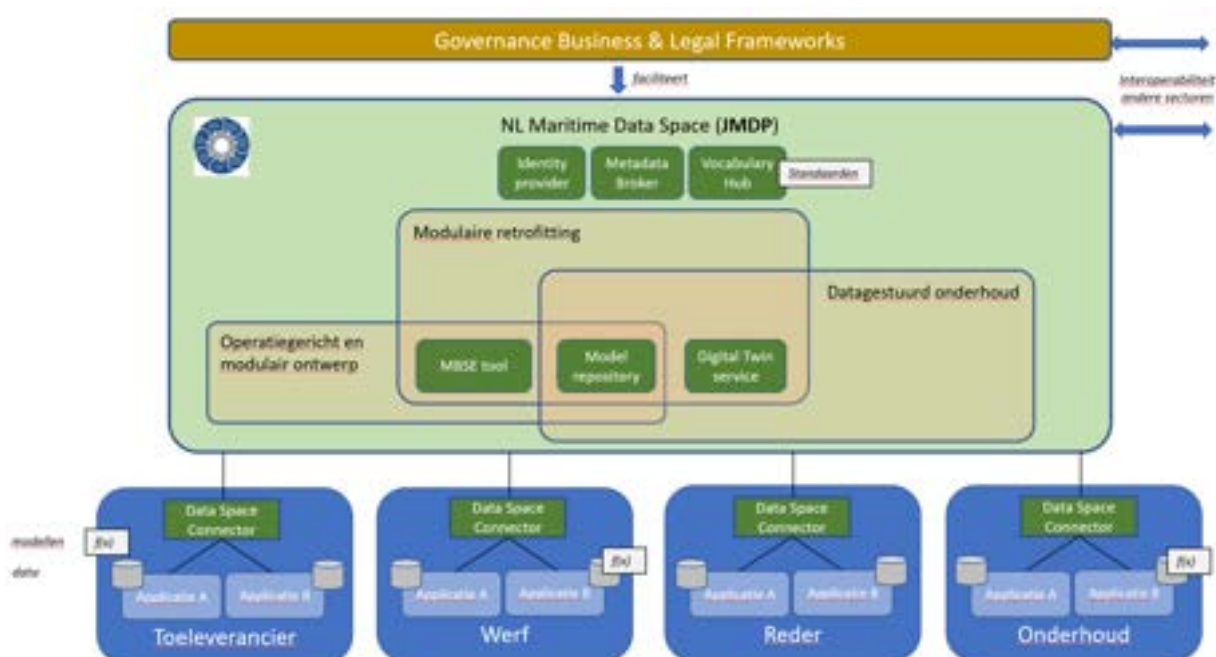 Governance Business & Legal Frameworks
faciliteert
Interoperabiliteit
andere sectoren
NL Maritime Data Space (JMDP)
Identity
provider
Metadata
Broker
Vocabulary
Hub
Standaarden
Modulaire retrofitting
Datagestuurd onderhoud
Operatiegericht en
modulair ontwerp
MBSE tool
Model
repository
Digital Twin
service
Data Space
Connector
Data Space
Connector
Data Space
Connector
Data Space
Connector
modellen
f(x)
f(x)
f(x)
data
Applicatie A
Applicatie B
Applicatie A
Applicatie B
Applicatie A
Applicatie B
Applicatie A
Applicatie B
Toeleverancier
Werf
Reder
Onderhoud